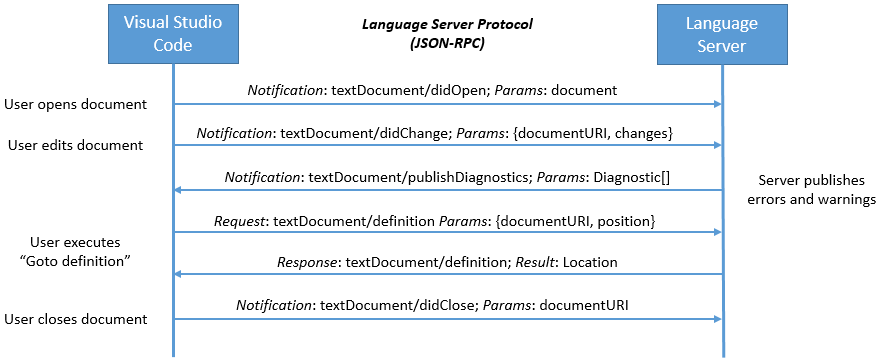 Visual Studio
Code
Language Server Protocol
(JSON-RPC)
Language
Server
Notification: textDocument/didOpen; Params: document
User opens document
Notification: textDocument/didChange; Params: {documentURI, changes}
User edits document
Notification: textDocument/publishDiagnostics; Params: Diagnostic[]
Server publishes
errors and warnings
Request: textDocument/definition Params: {documentURI, position}
User executes
“Goto definition”
Response: textDocument/definition; Result: Location
Notification: textDocument/didClose; Params: documentURI
User closes document